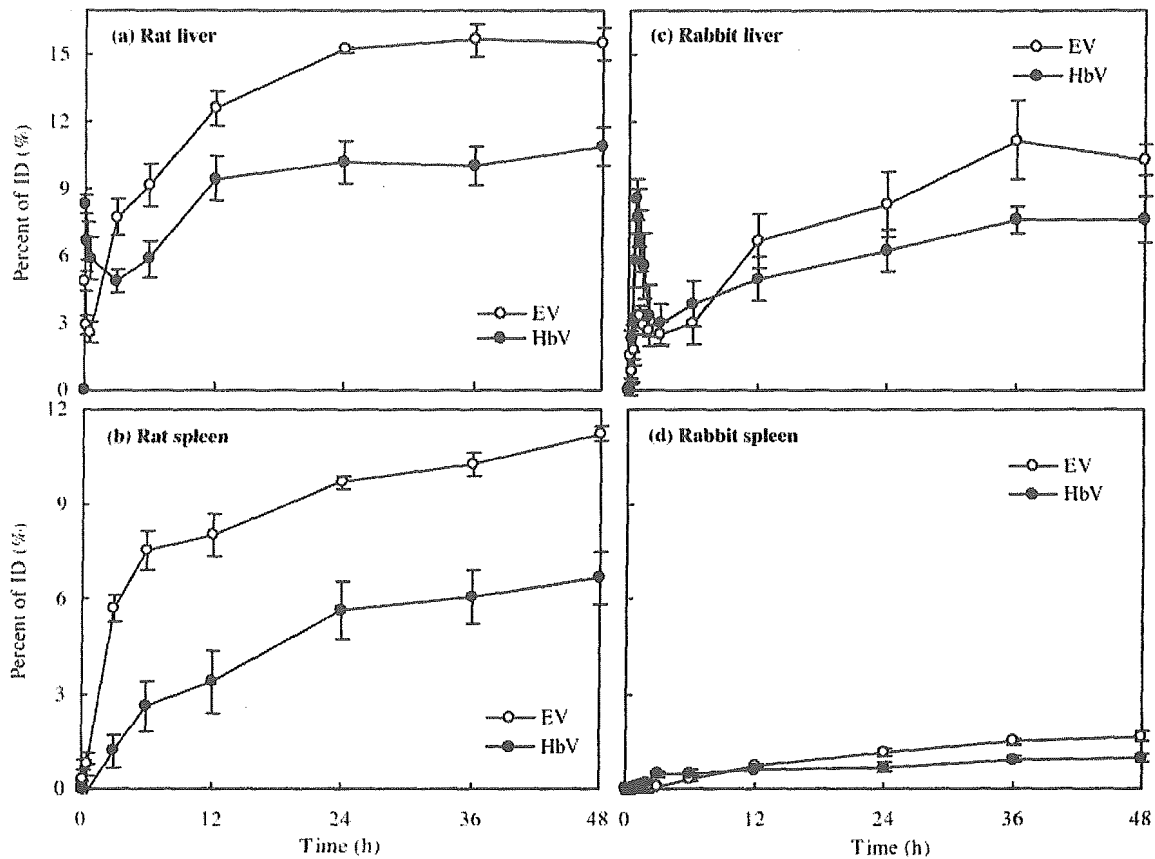 (a) Rat liver
15
12
9
6
3
0
Percent of ID (%)
EV
HbV
(c) Rabbit liver
EV
HbV
(b) Rat spleen
12
9
6
3
0
Percent of ID (%)
EV
HbV
0
12
24
36
48
Time (h)
(d) Rabbit spleen
EV
HbV
0
12
24
36
48
Time (h)